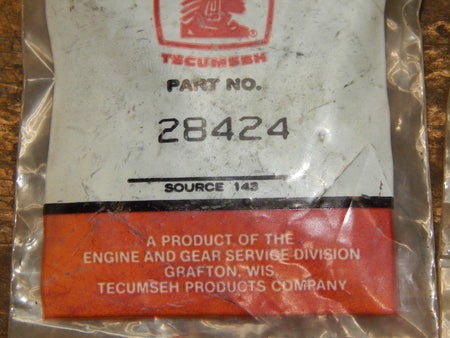 TECUMSEH
PART NO.
28424
SOURCE 143
A PRODUCT OF THE
ENGINE AND GEAR SERVICE DIVISION
GRAFTON, WIS.
TECUMSEH PRODUCTS COMPANY